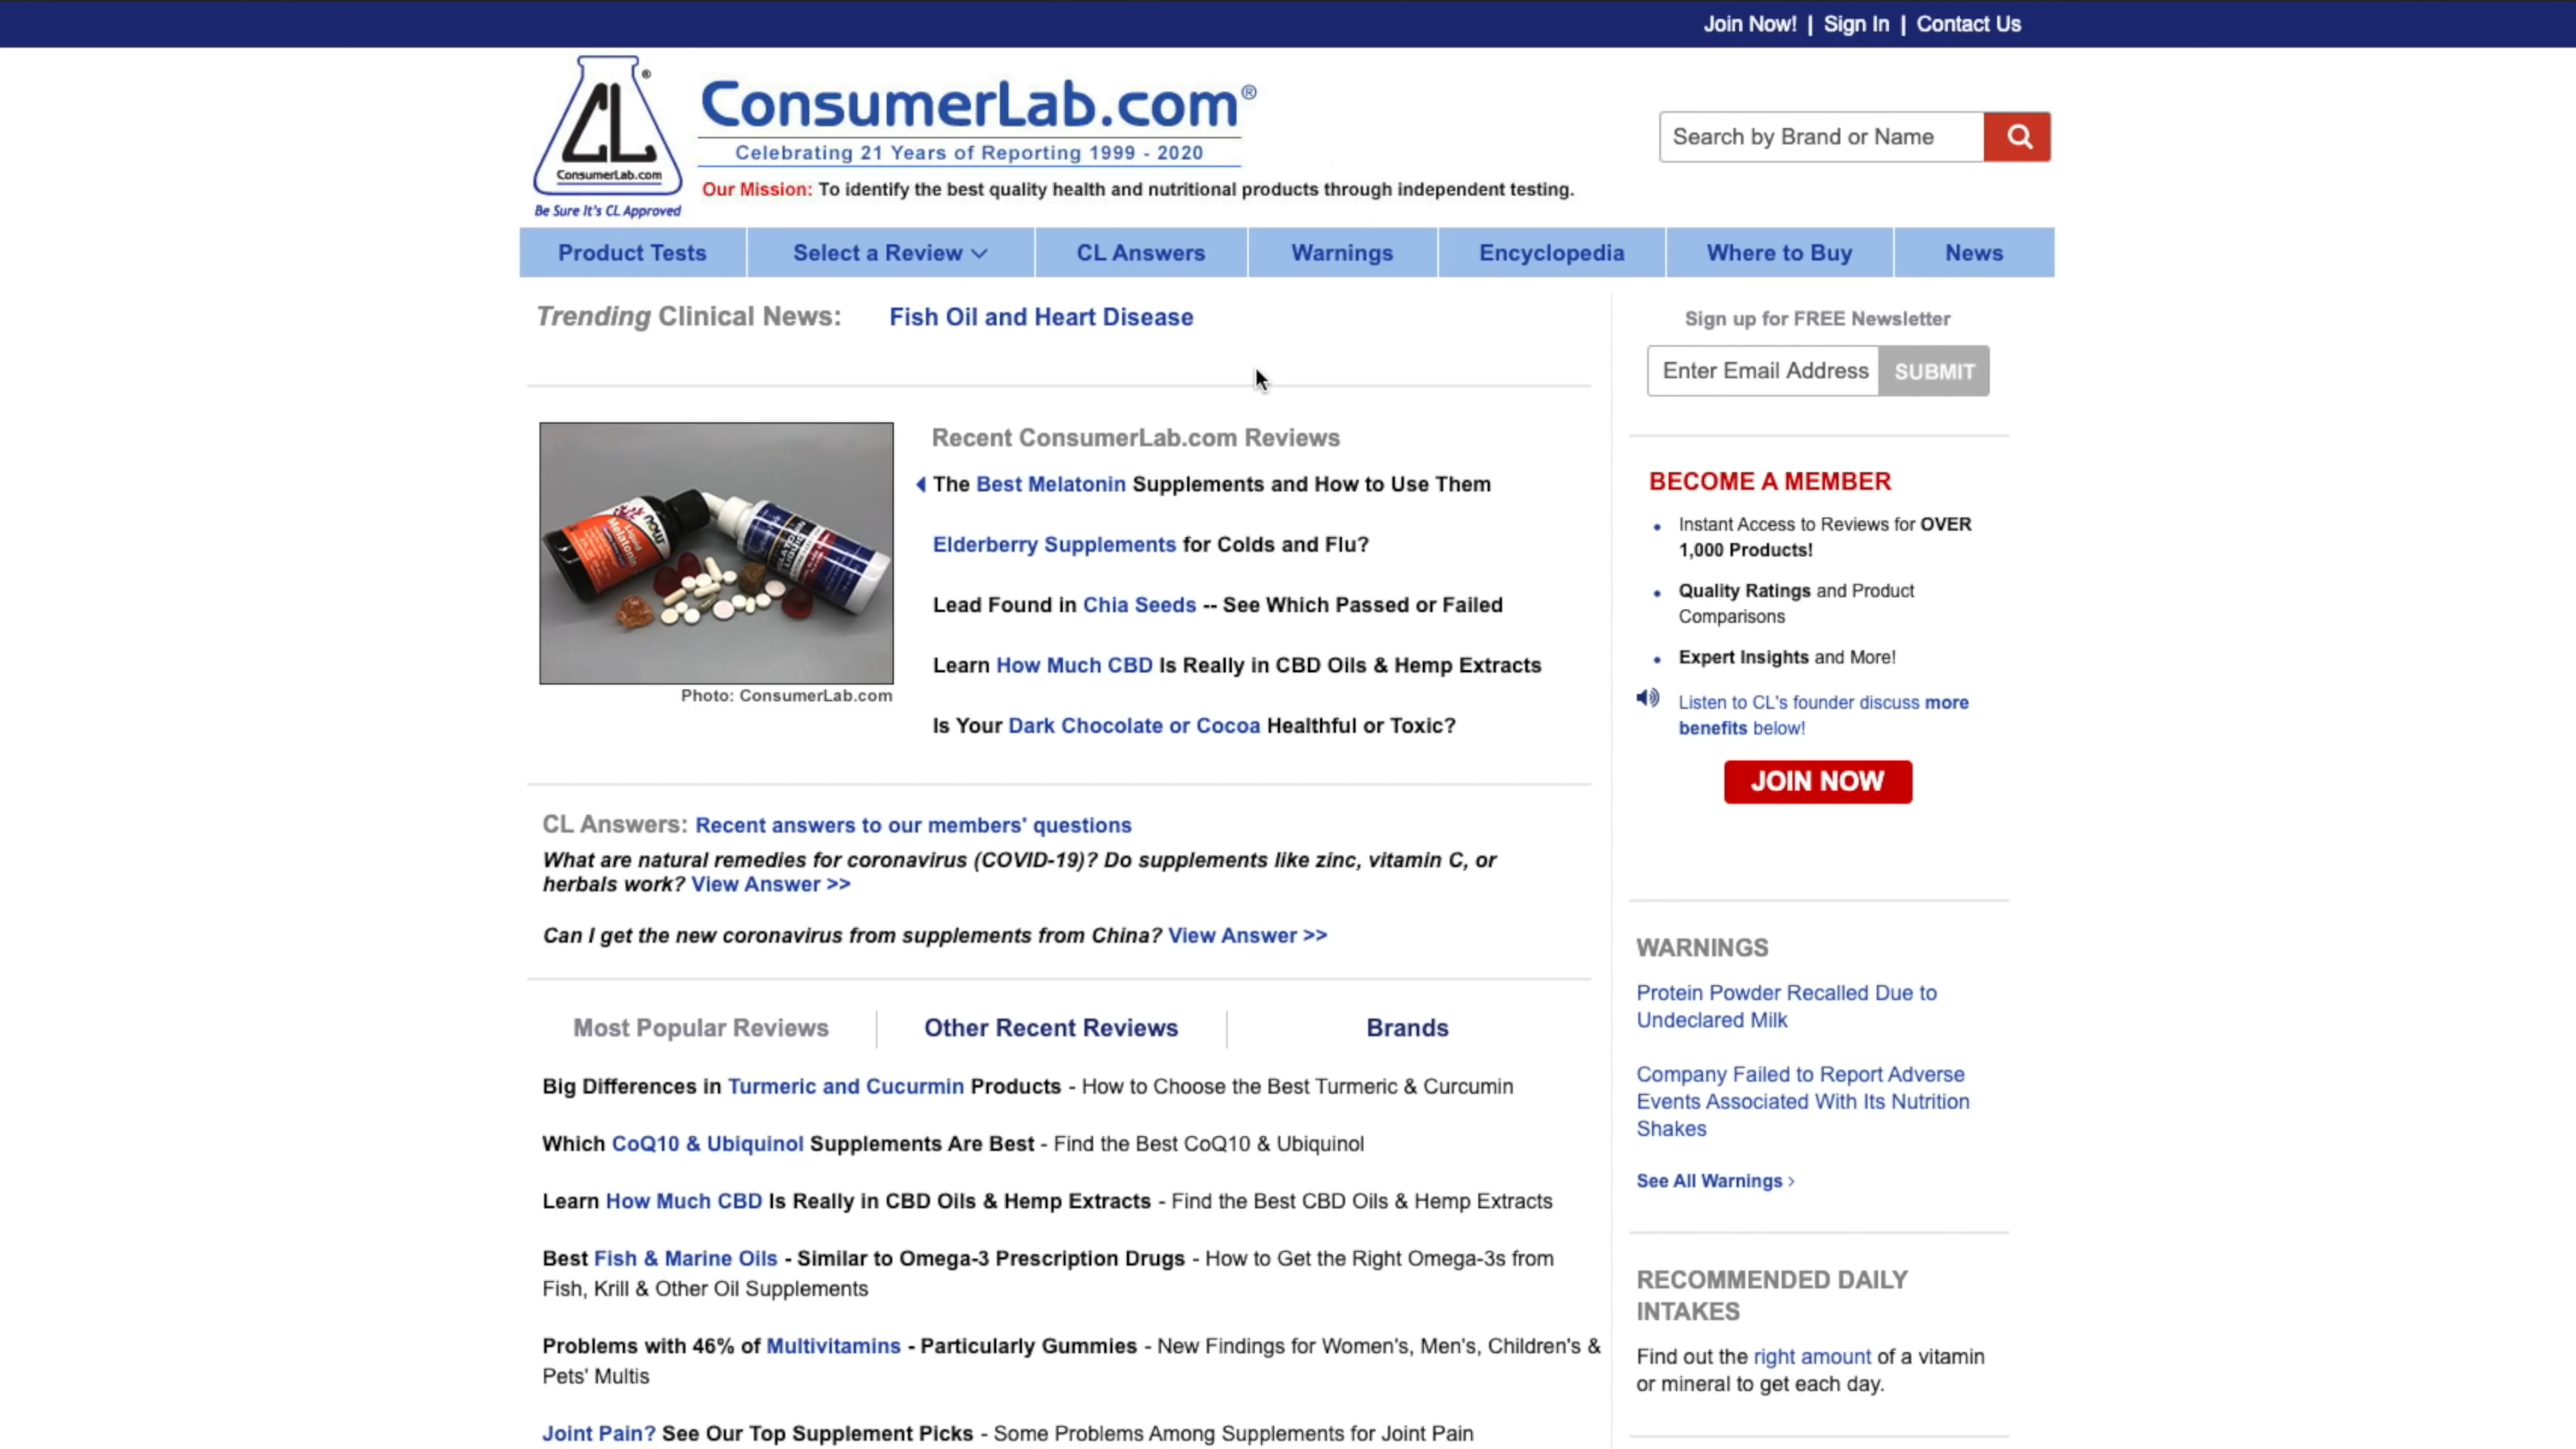 Join Now! | Sign In | Contact Us
CL®
ConsumerLab.com
Be Sure It's CL Approved
ConsumerLab.com®
Celebrating 21 Years of Reporting 1999 - 2020
Our Mission: To identify the best quality health and nutritional products through independent testing.
Search by Brand or Name
Product Tests
Select a Review
CL Answers
Warnings
Encyclopedia
Where to Buy
News
Trending Clinical News: Fish Oil and Heart Disease
now
Liquid
Melatonin
Photo: ConsumerLab.com
Recent ConsumerLab.com Reviews
The Best Melatonin Supplements and How to Use Them
Elderberry Supplements for Colds and Flu?
Lead Found in Chia Seeds -- See Which Passed or Failed
Learn How Much CBD Is Really in CBD Oils & Hemp Extracts
Is Your Dark Chocolate or Cocoa Healthful or Toxic?
CL Answers: Recent answers to our members' questions
What are natural remedies for coronavirus (COVID-19)? Do supplements like zinc, vitamin C, or
herbals work? View Answer >>
Can I get the new coronavirus from supplements from China? View Answer >>
Most Popular Reviews
Other Recent Reviews
Brands
Big Differences in Turmeric and Cucurmin Products - How to Choose the Best Turmeric & Curcumin
Which CoQ10 & Ubiquinol Supplements Are Best - Find the Best CoQ10 & Ubiquinol
Learn How Much CBD Is Really in CBD Oils & Hemp Extracts - Find the Best CBD Oils & Hemp Extracts
Best Fish & Marine Oils - Similar to Omega-3 Prescription Drugs - How to Get the Right Omega-3s from
Fish, Krill & Other Oil Supplements
Problems with 46% of Multivitamins - Particularly Gummies - New Findings for Women's, Men's, Children's &
Pets' Multis
Joint Pain? See Our Top Supplement Picks - Some Problems Among Supplements for Joint Pain
Sign up for FREE Newsletter
Enter Email Address
SUBMIT
BECOME A MEMBER
• Instant Access to Reviews for OVER
1,000 Products!
• Quality Ratings and Product
Comparisons
• Expert Insights and More!
Listen to CL's founder discuss more
benefits below!
JOIN NOW
WARNINGS
Protein Powder Recalled Due to
Undeclared Milk
Company Failed to Report Adverse
Events Associated With Its Nutrition
Shakes
See All Warnings ›
RECOMMENDED DAILY
INTAKES
Find out the right amount of a vitamin
or mineral to get each day.